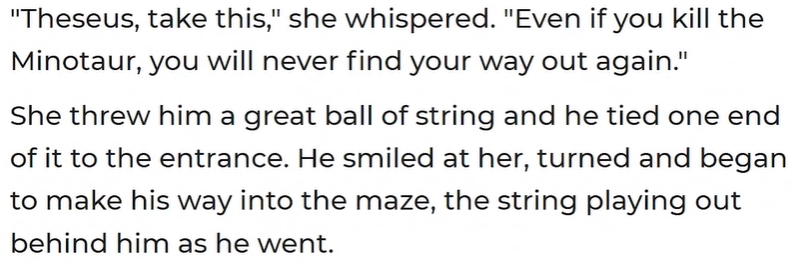 "Theseus, take this," she whispered. "Even if you kill the
Minotaur, you will never find your way out again."
She threw him a great ball of string and he tied one end
of it to the entrance. He smiled at her, turned and began
to make his way into the maze, the string playing out
behind him as he went.